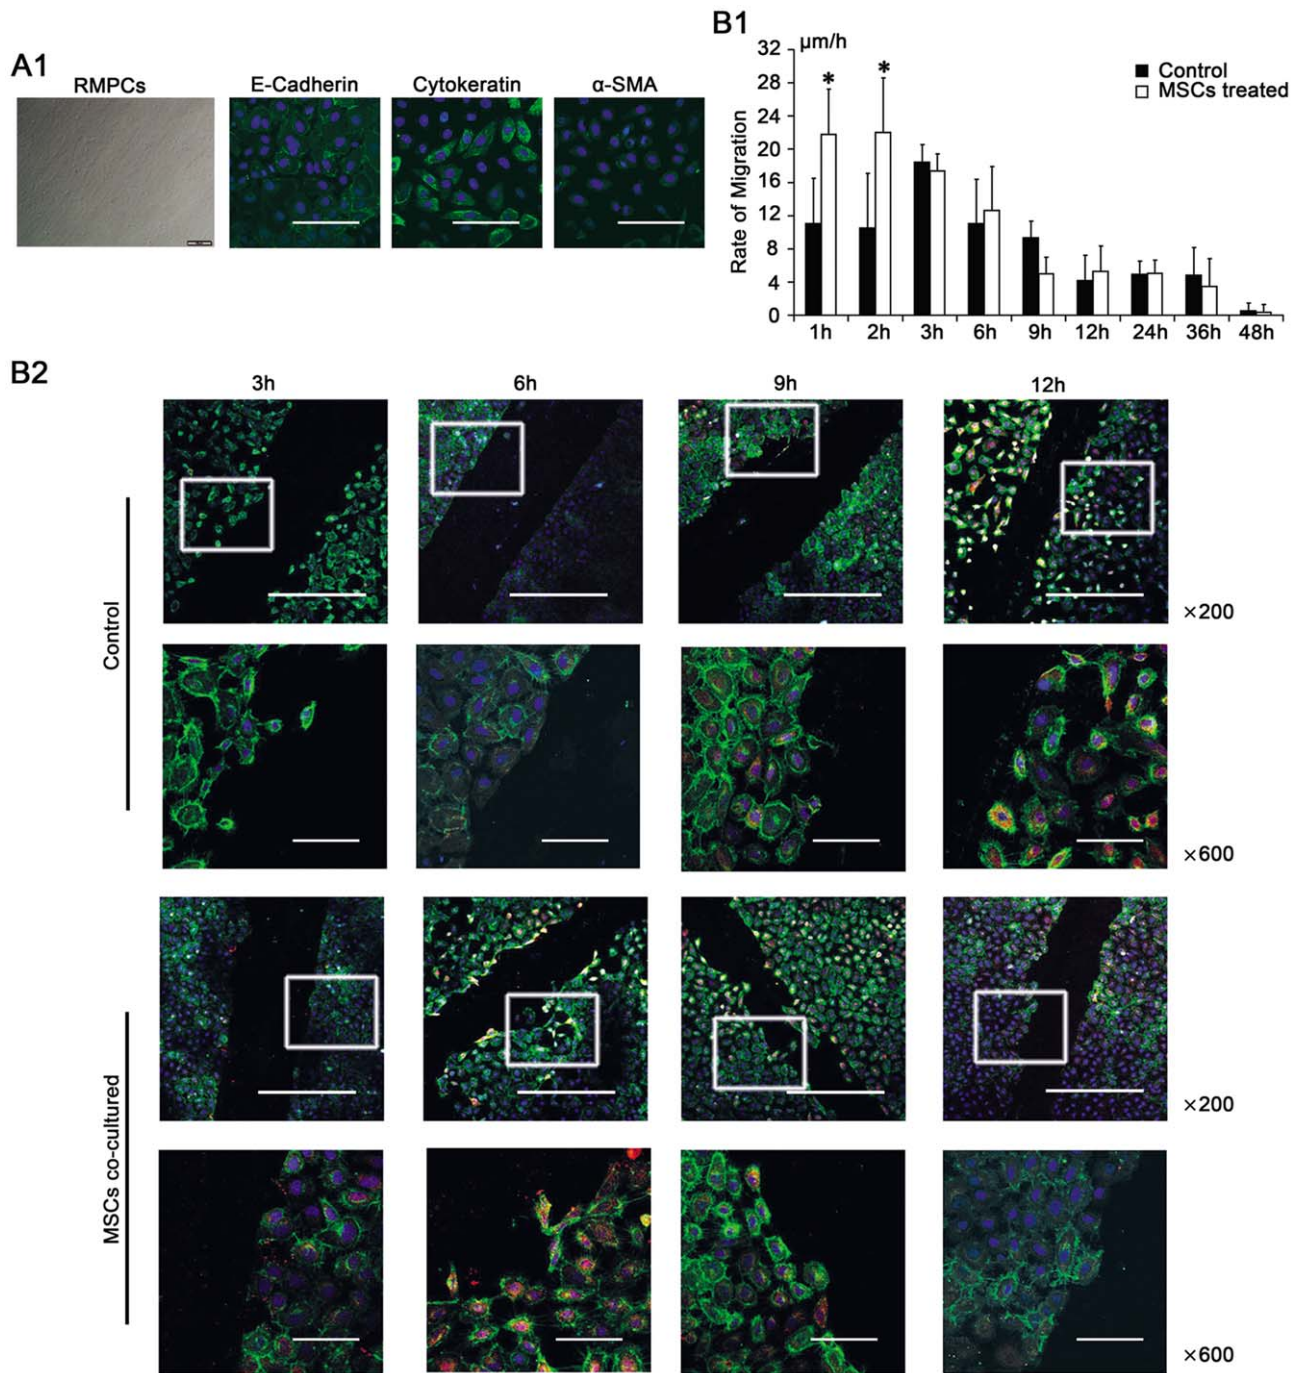 A1
RMPCs E-Cadherin Cytokeratin α-SMA
B1
µm/h
Rate of Migration
32
28
24
20
16
12
8
4
0
* *
Control
MSCs treated
1h 2h 3h 6h 9h 12h 24h 36h 48h
B2
3h 6h 9h 12h
Control
×200
×600
MSCs co-cultured
×200
×600